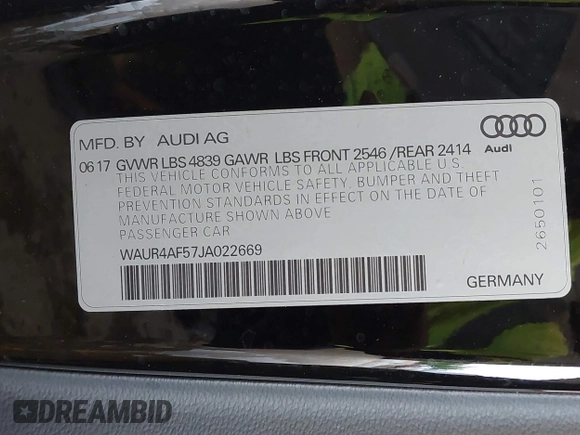 MFD. BY AUDI AG
06 17 GVWR LBS 4839 GAWR LBS FRONT 2546 /REAR 2414
Audi
THIS VEHICLE CONFORMS TO ALL APPLICABLE U.S.
FEDERAL MOTOR VEHICLE SAFETY, BUMPER AND THEFT
PREVENTION STANDARDS IN EFFECT ON THE DATE OF
MANUFACTURE SHOWN ABOVE
PASSENGER CAR
WAUR4AF57JA022669
2650101
GERMANY
DREAMBID